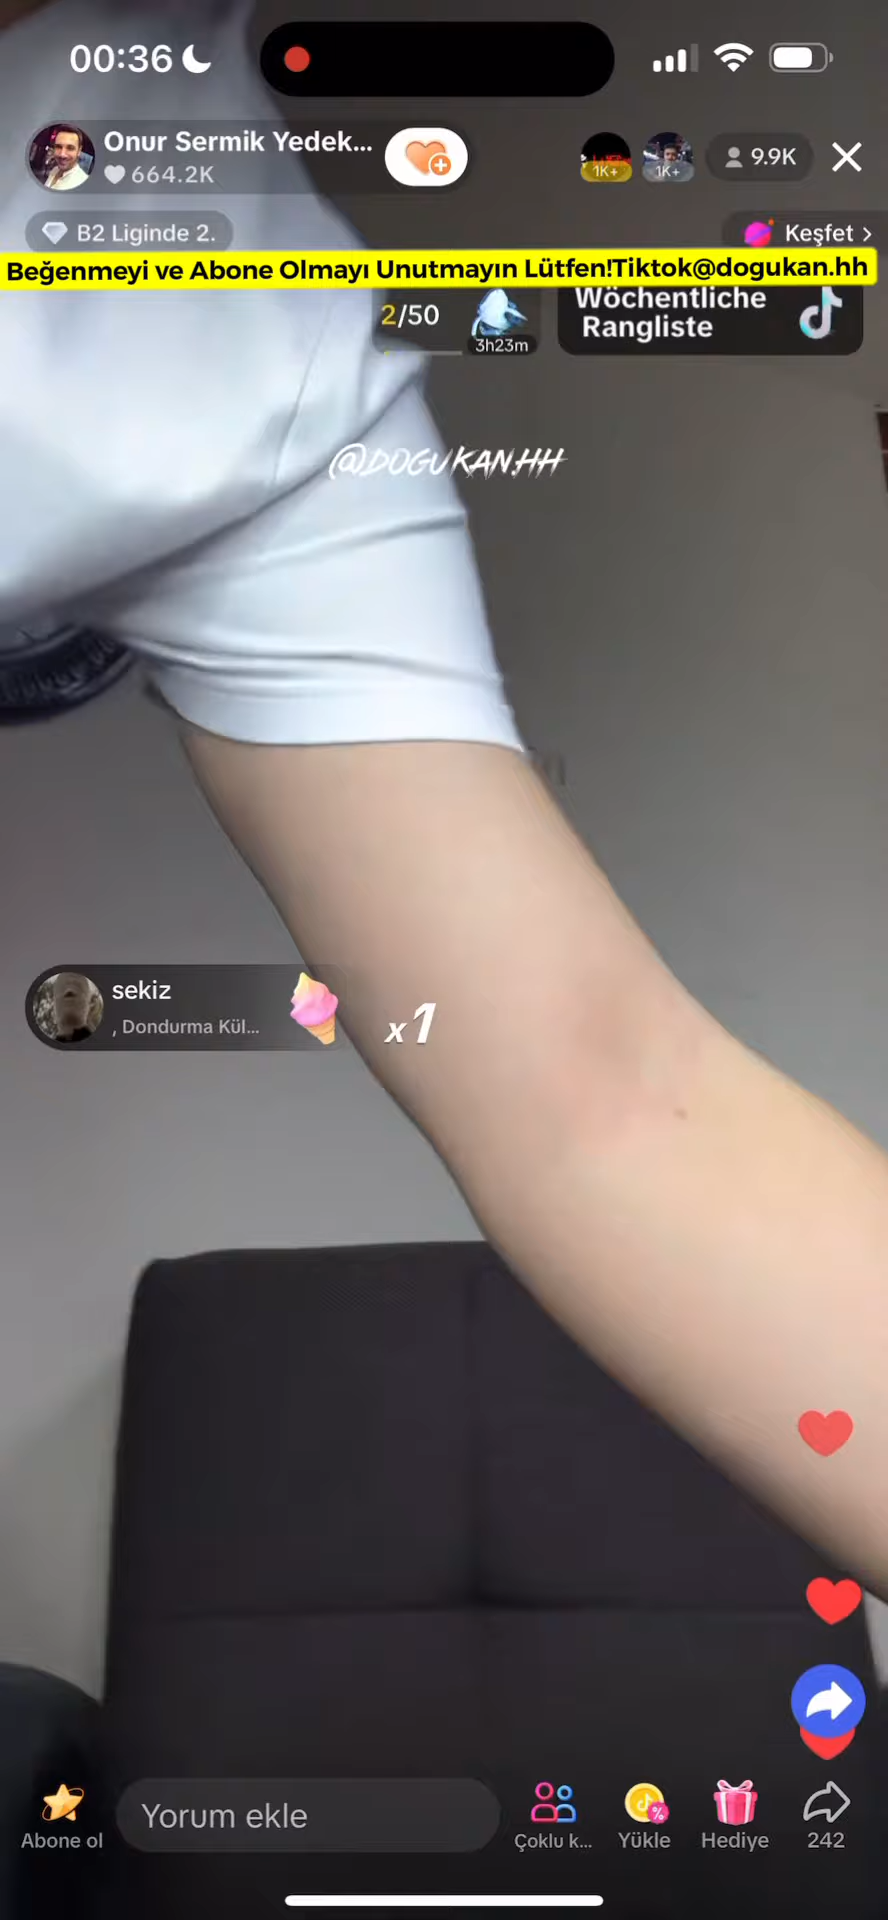 00:36
Onur Sermik Yedek...
664.2K
1K+
1K+
9.9K
B2 Liginde 2.
Keşfet >
Beğenmeyi ve Abone Olmayı Unutmayın Lütfen!Tiktok@dogukan.hh
2/50
3h23m
Wöchentliche
Rangliste
@DOGUKAN.HH
sekiz
, Dondurma Kül...
x1
Abone ol
Yorum ekle
Çoklu k...
Yükle
Hediye
242